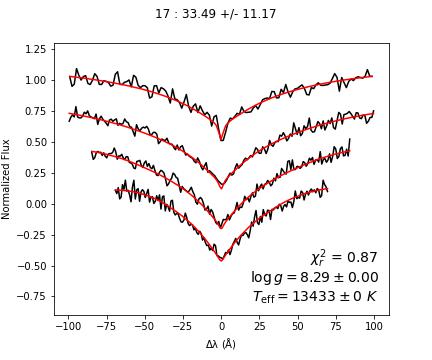 17 : 33.49 +/- 11.17
Normalized Flux
1.25
1.00
0.75
0.50
0.25
0.00
−0.25
−0.50
−0.75
χ²ᵣ = 0.87
log g = 8.29 ± 0.00
T_eff = 13433 ± 0 K
−100 −75 −50 −25 0 25 50 75 100
Δλ (Å)